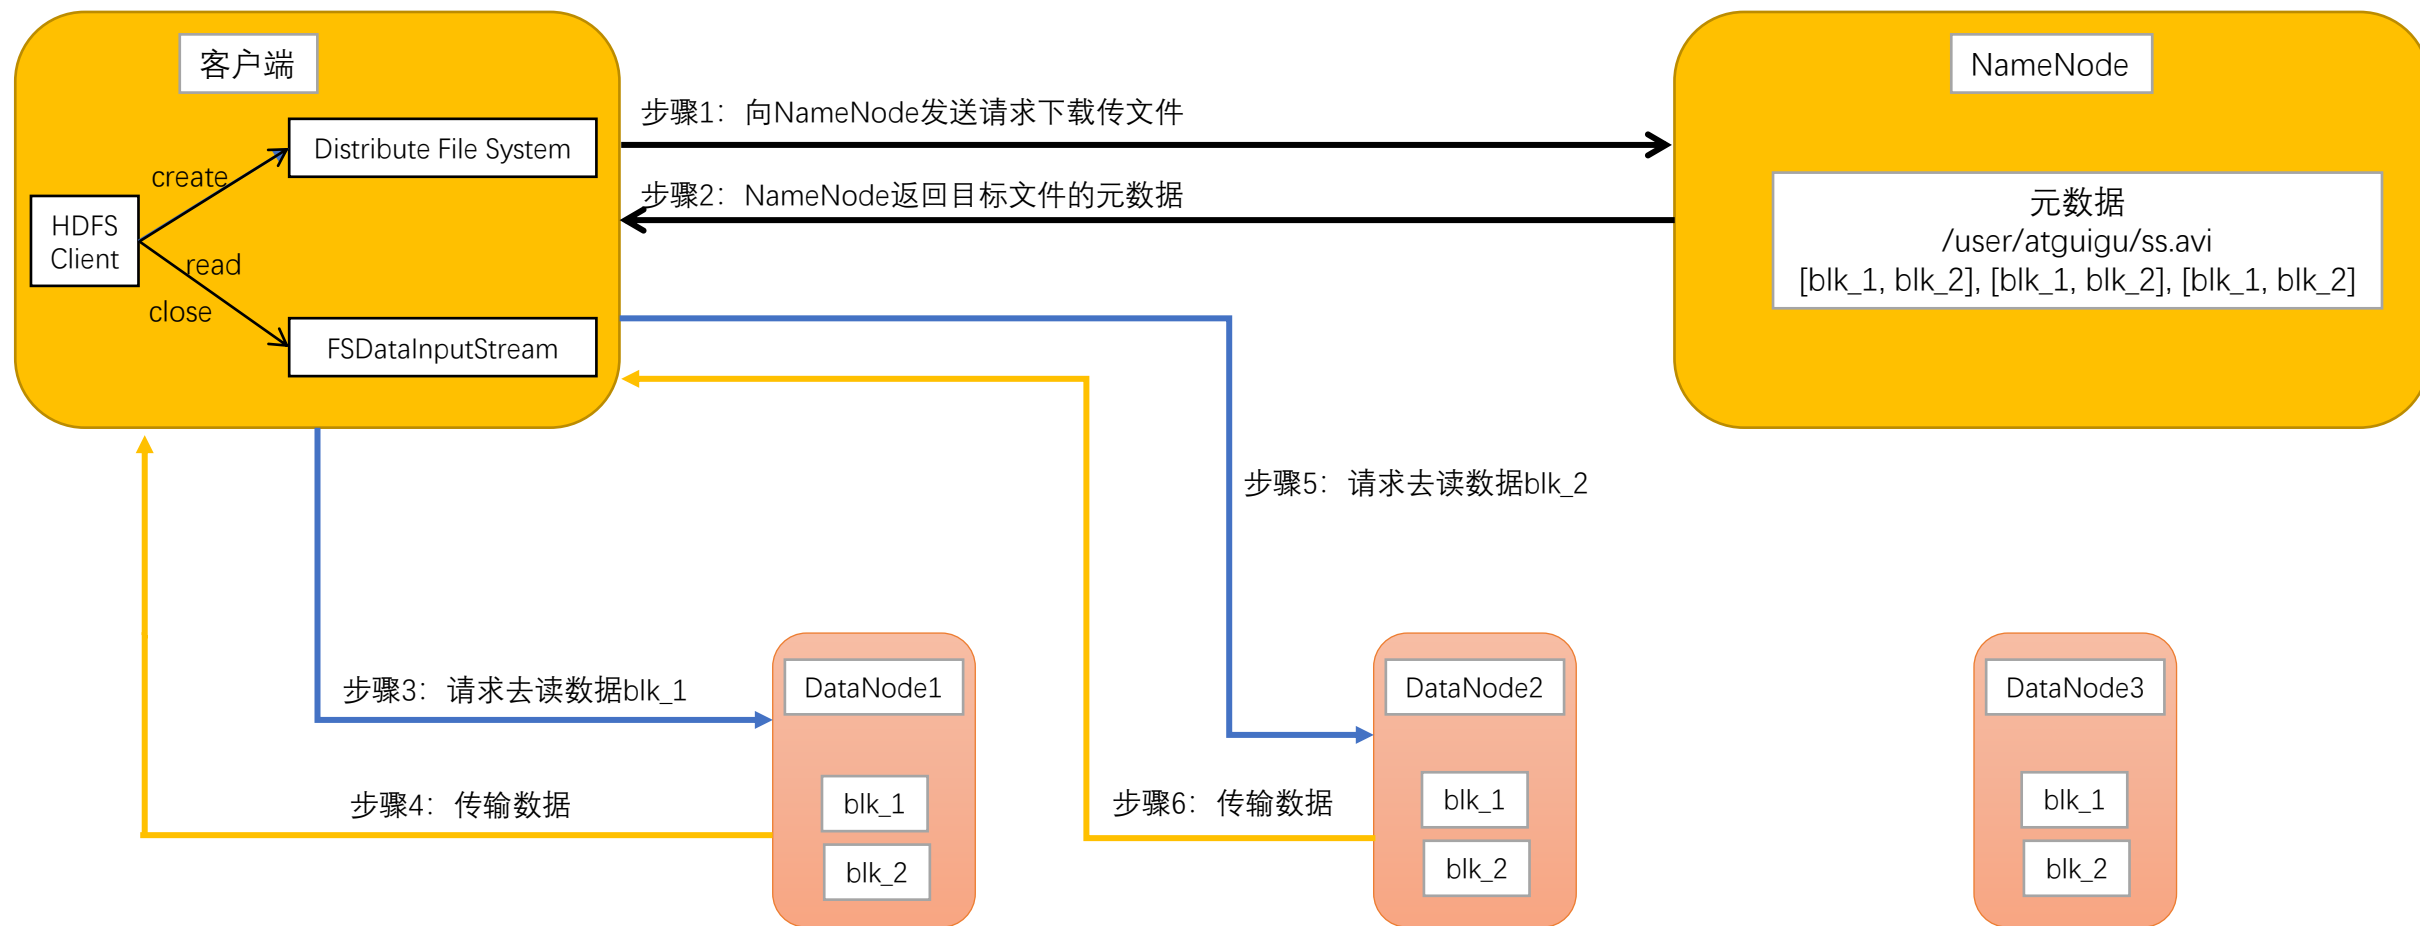 客户端
NameNode
步骤1：向NameNode发送请求下载传文件
Distribute File System
create
步骤2：NameNode返回目标文件的元数据
元数据
/user/atguigu/ss.avi
[blk_1, blk_2], [blk_1, blk_2], [blk_1, blk_2]
HDFS
Client
read
close
FSDataInputStream
步骤5：请求去读数据blk_2
步骤3：请求去读数据blk_1
DataNode1
DataNode2
DataNode3
步骤4：传输数据
blk_1
步骤6：传输数据
blk_1
blk_1
blk_2
blk_2
blk_2